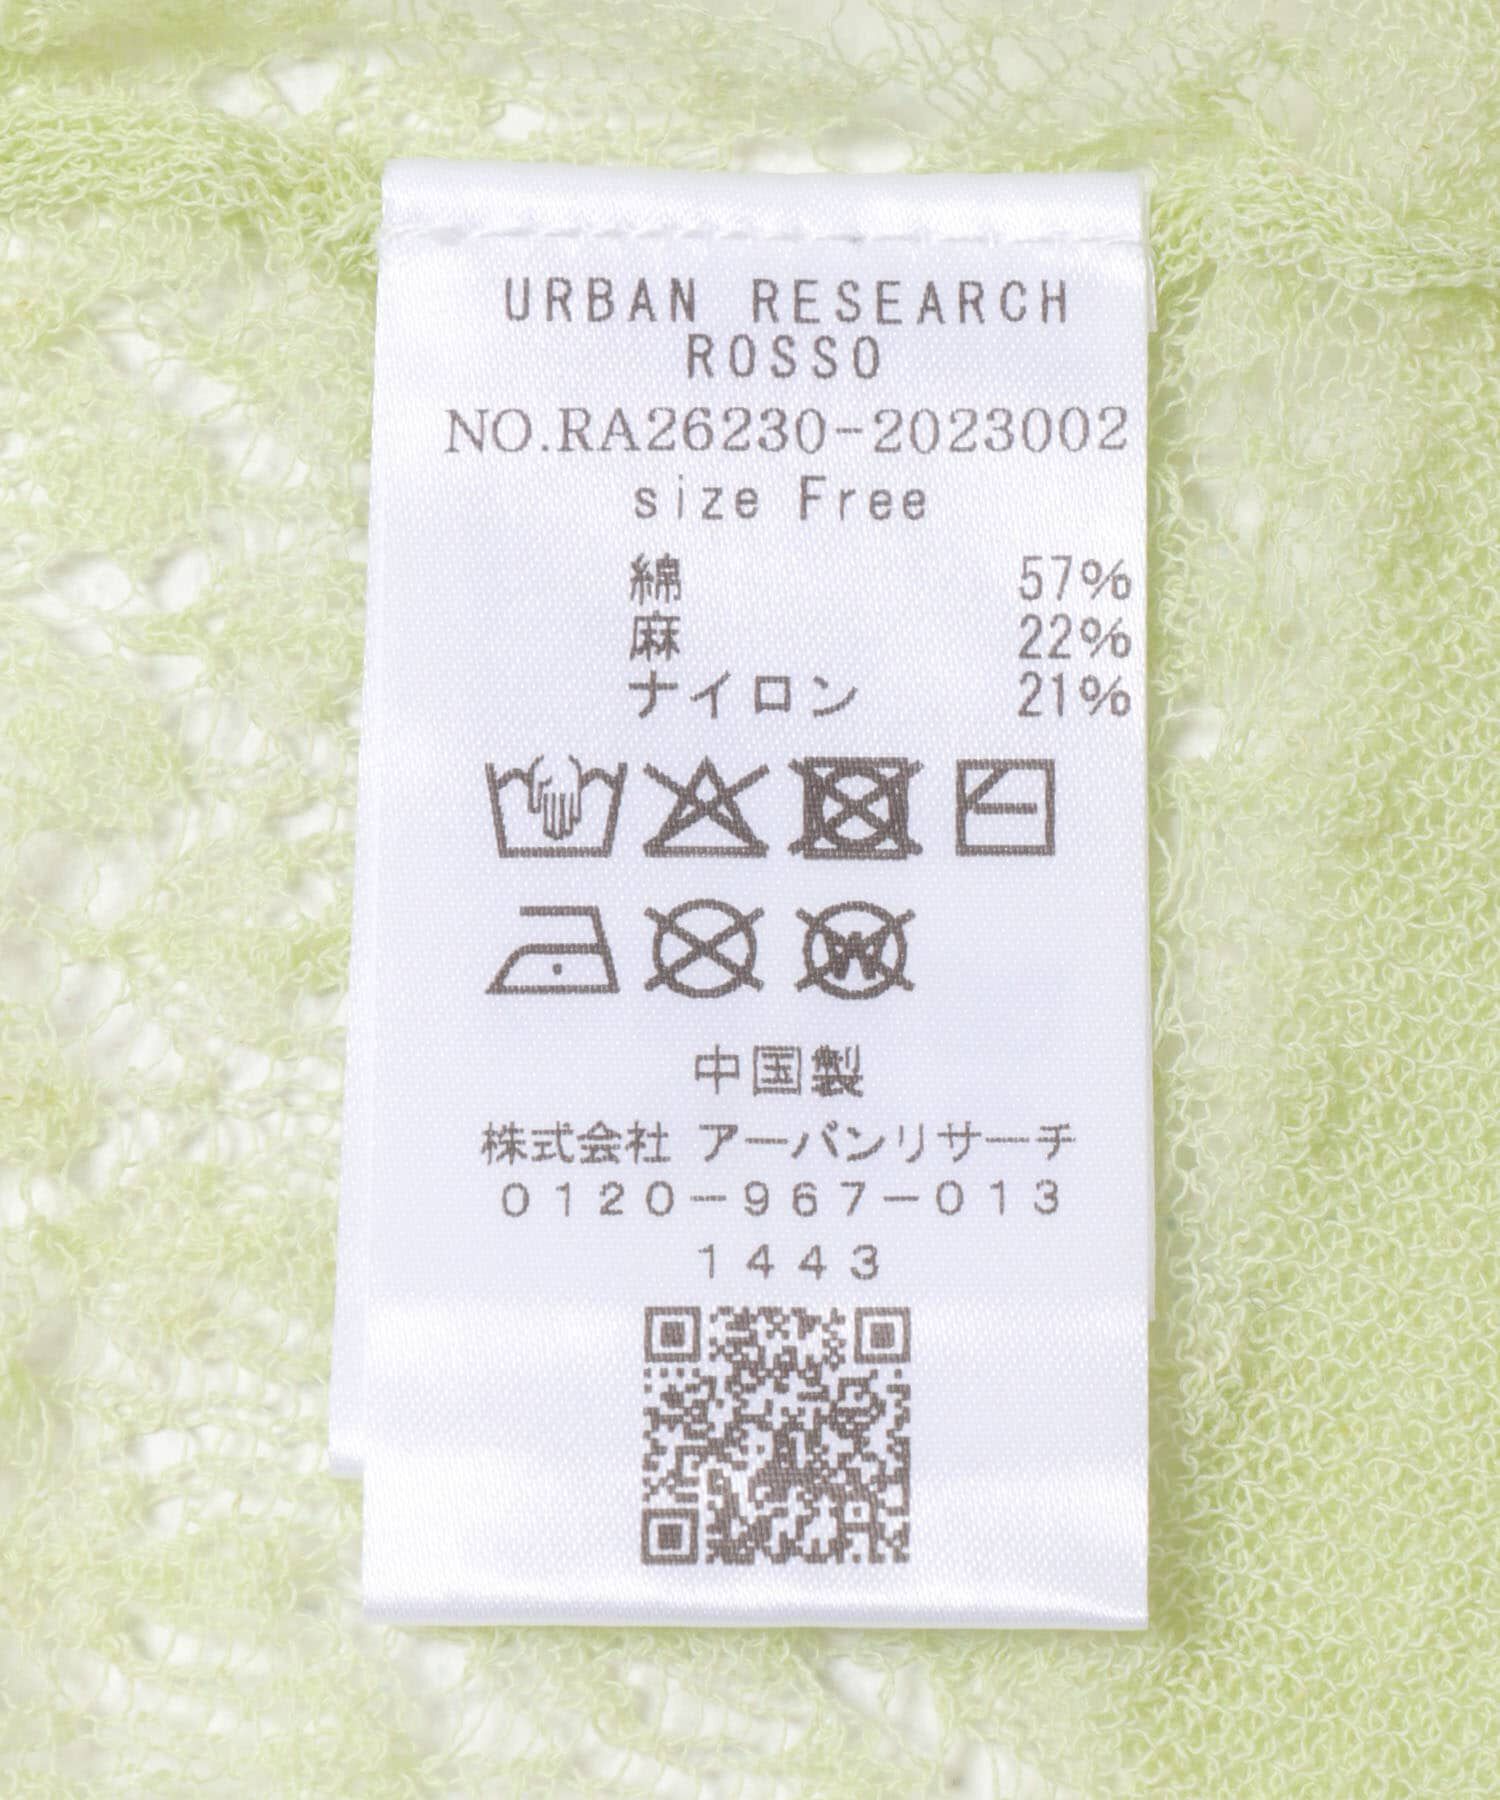 URBAN RESEARCH
ROSSO
NO.RA26230-2023002
size Free
綿 57%
麻 22%
ナイロン 21%
中国製
株式会社 アーバンリサーチ
0120-967-013
1443